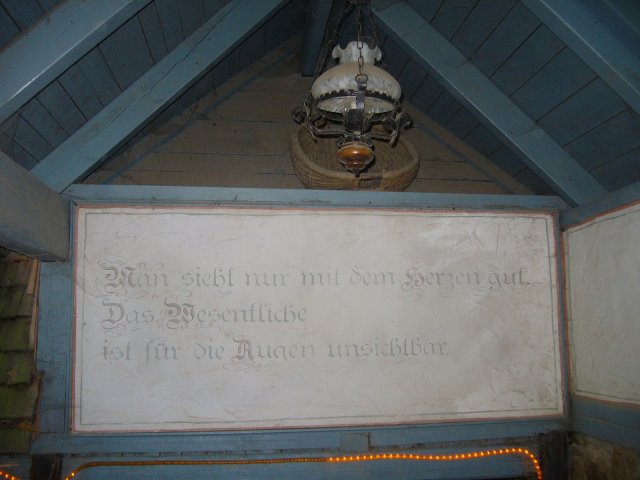 Man sieht nur mit dem Herzen gut.
Das Wesentliche
ist für die Augen unsichtbar.